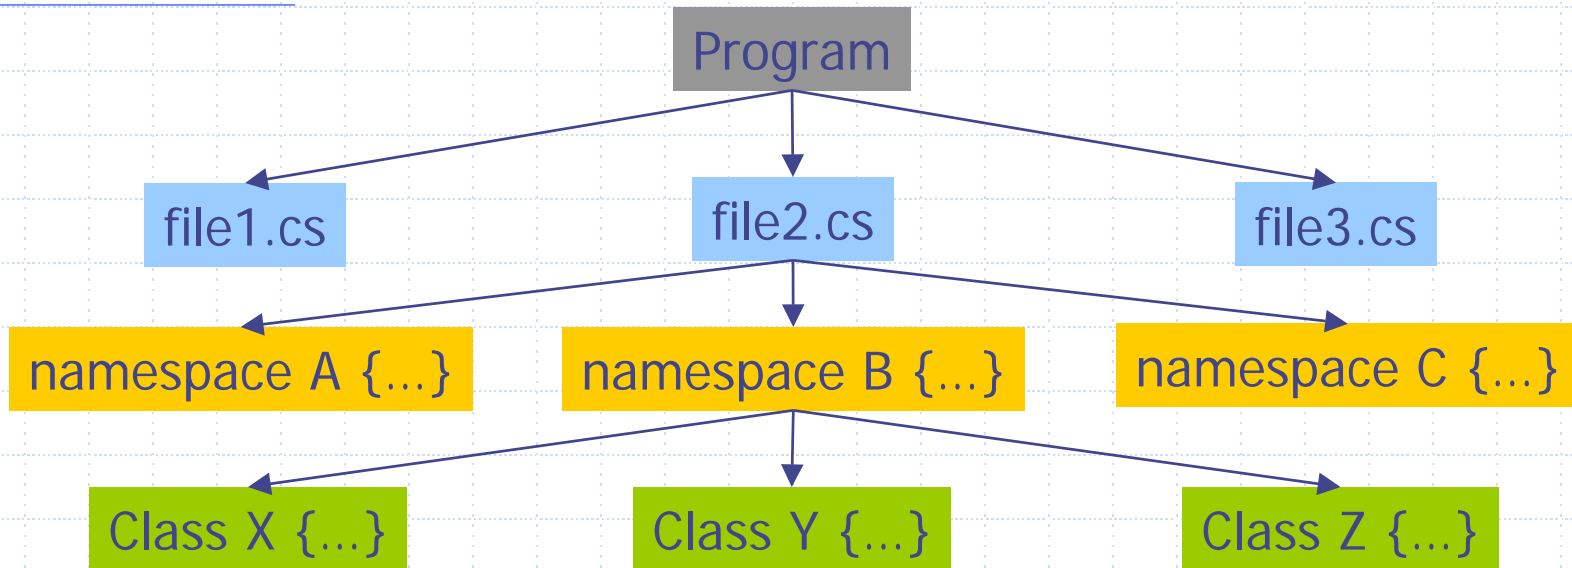 Program
file1.cs
file2.cs
file3.cs
namespace A {...}
namespace B {...}
namespace C {...}
Class X {...}
Class Y {...}
Class Z {...}